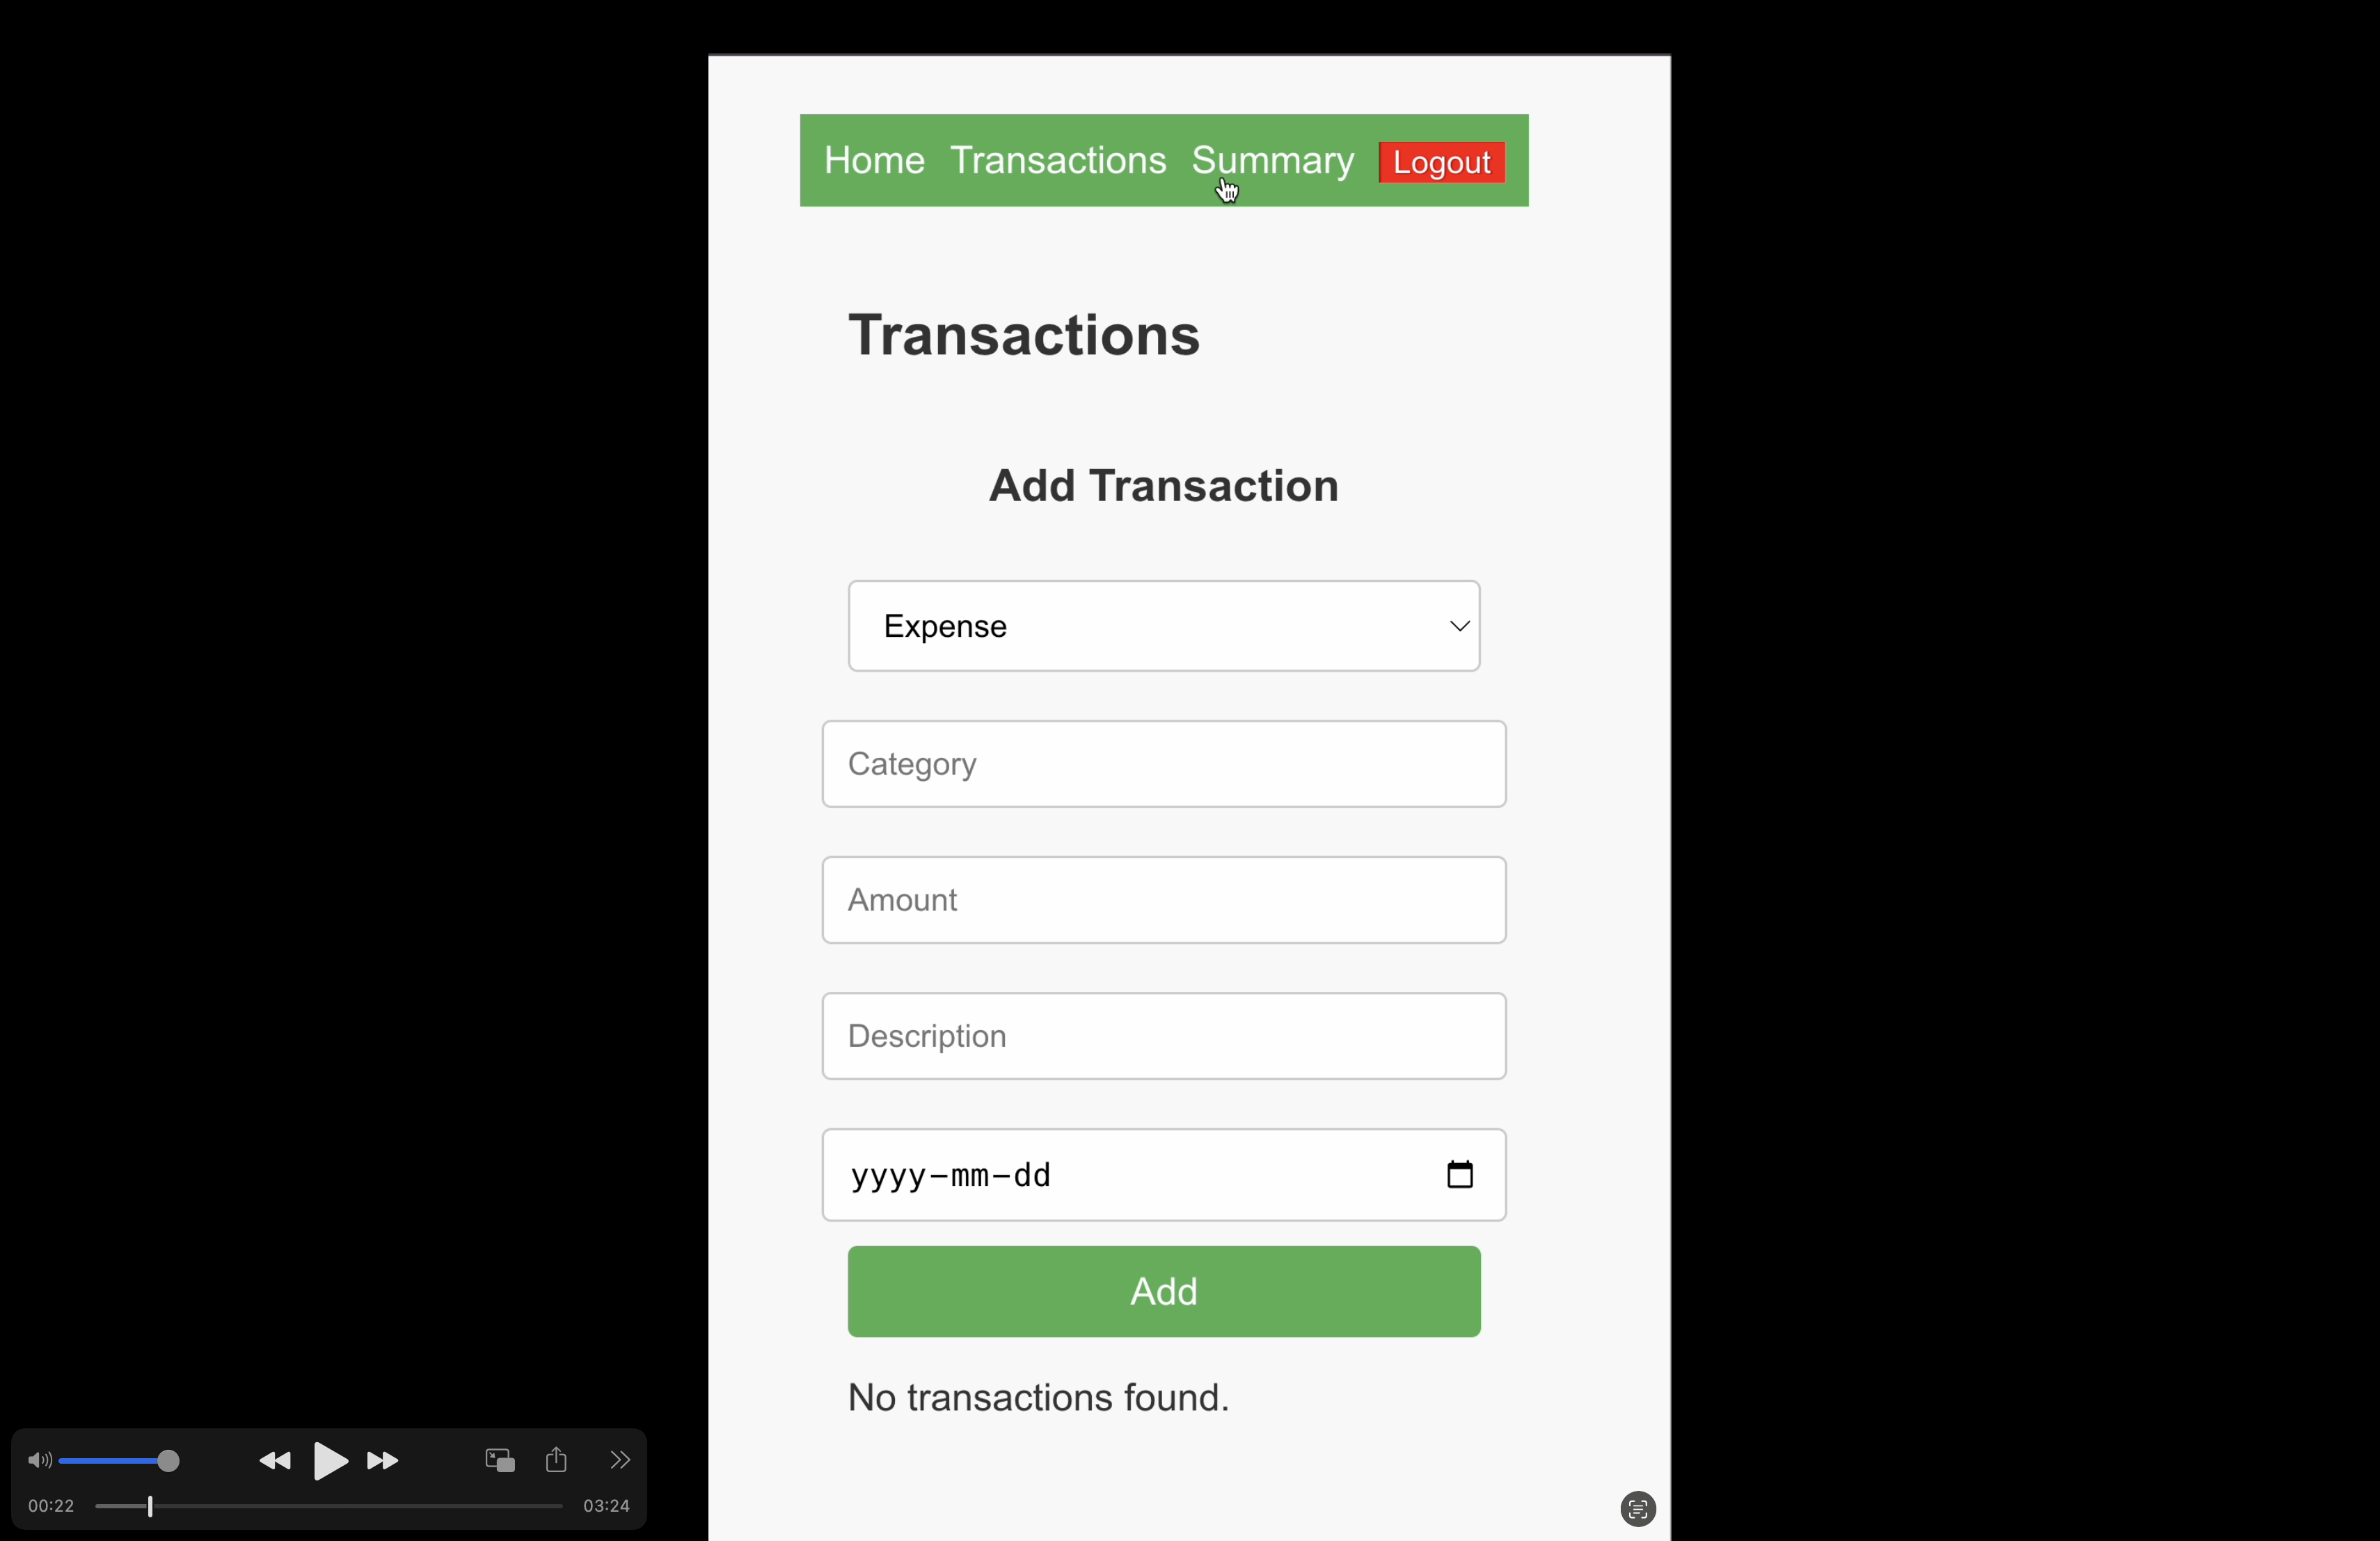 Home Transactions Summary Logout
Transactions
Add Transaction
Expense
Category
Amount
Description
yyyy-mm-dd
Add
No transactions found.
00:22 03:24